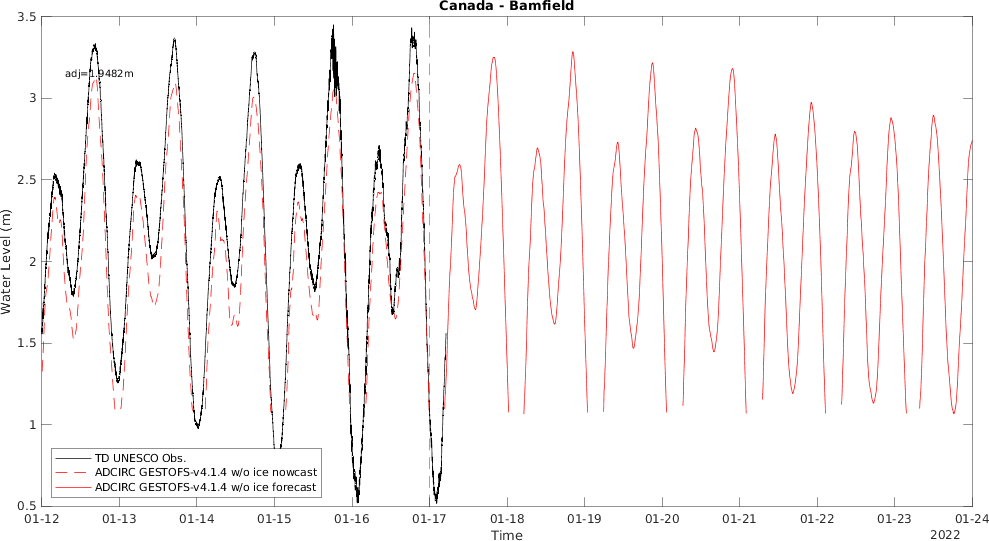 Canada - Bamfield
adj=1.9482m
3.5
3
2.5
2
1.5
1
0.5
Water Level (m)
TD UNESCO Obs.
ADCIRC GESTOFS-v4.1.4 w/o ice nowcast
ADCIRC GESTOFS-v4.1.4 w/o ice forecast
01-12 01-13 01-14 01-15 01-16 01-17 01-18 01-19 01-20 01-21 01-22 01-23 01-24
Time
2022